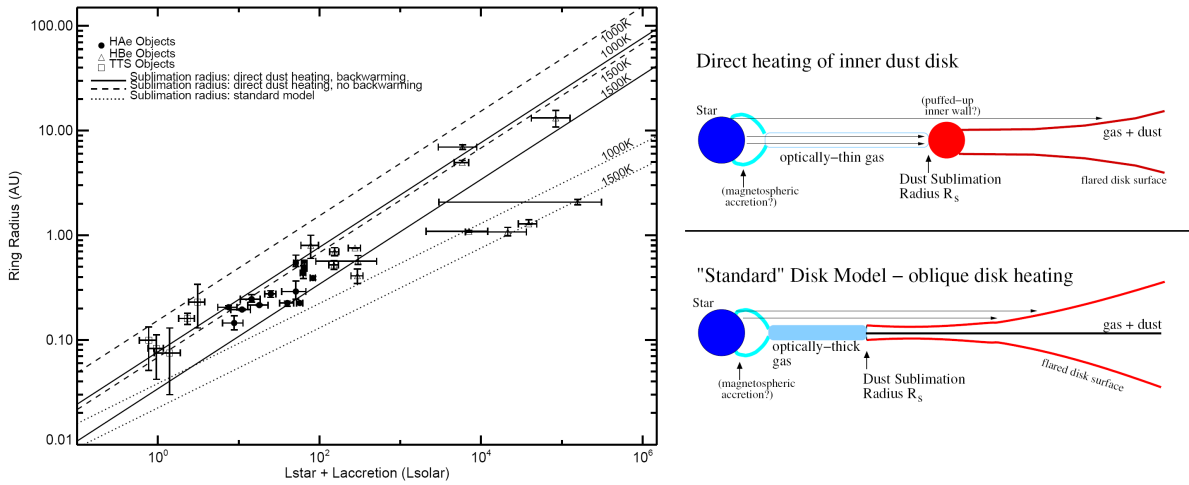 100.00
10.00
1.00
0.10
0.01
Ring Radius (AU)
HAe Objects
HBe Objects
TTS Objects
Sublimation radius: direct dust heating, backwarming
Sublimation radius: direct dust heating, no backwarming
Sublimation radius: standard model
1000K
1000K
1500K
1500K
1000K
1500K
10^0
10^2
10^4
10^6
Lstar + Laccretion (Lsolar)
Direct heating of inner dust disk
Star
(puffed-up
inner wall?)
gas + dust
optically-thin gas
(magnetospheric
accretion?)
Dust Sublimation
Radius R_s
flared disk surface
"Standard" Disk Model - oblique disk heating
Star
gas + dust
optically-thick
gas
(magnetospheric
accretion?)
Dust Sublimation
Radius R_s
flared disk surface